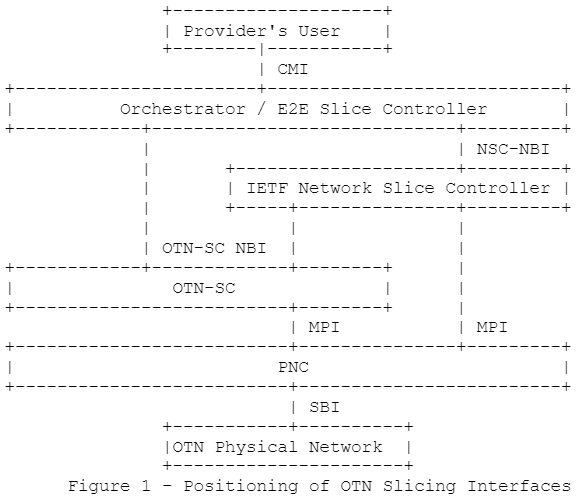 Provider's User
CMI
Orchestrator / E2E Slice Controller
NSC-NBI
IETF Network Slice Controller
OTN-SC NBI
OTN-SC
MPI MPI
PNC
SBI
OTN Physical Network
Figure 1 - Positioning of OTN Slicing Interfaces